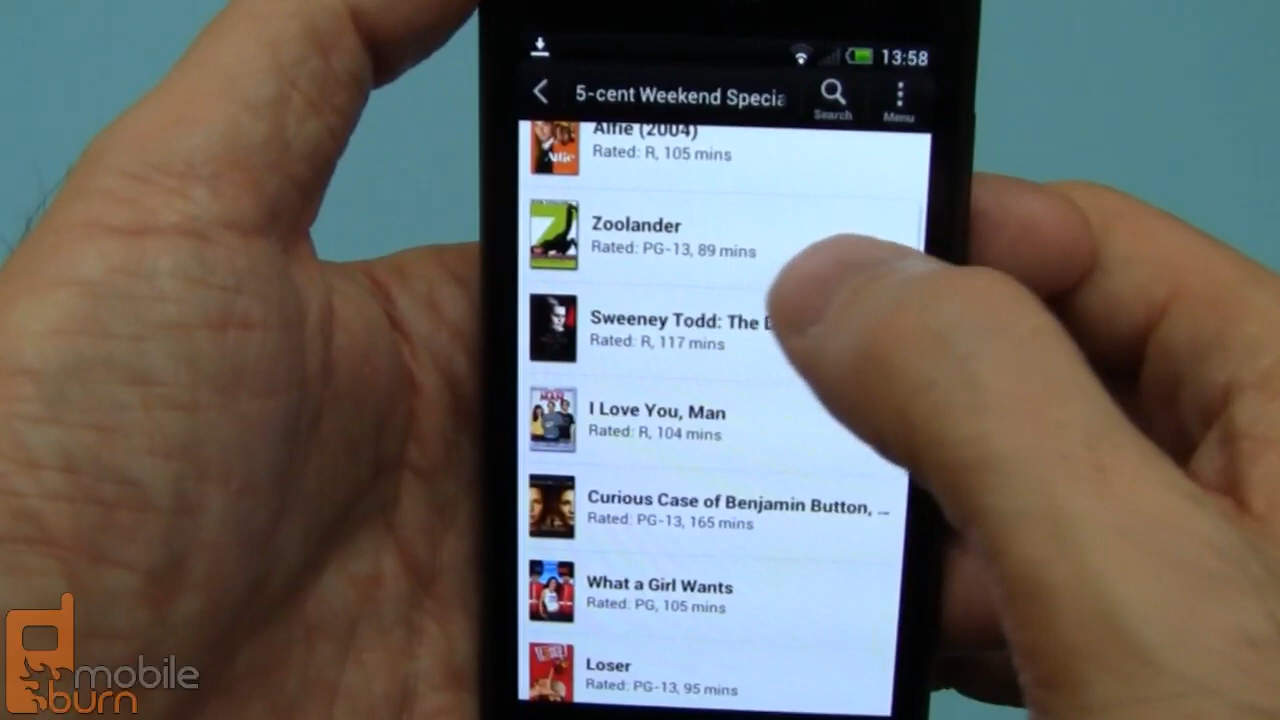 13:58
5-cent Weekend Specia
Search
Menu
Alfie (2004)
Rated: R, 105 mins
Zoolander
Rated: PG-13, 89 mins
Sweeney Todd: The
Rated: R, 117 mins
I Love You, Man
Rated: R, 104 mins
Curious Case of Benjamin Button, ...
Rated: PG-13, 165 mins
What a Girl Wants
Rated: PG, 105 mins
Loser
Rated: PG-13, 95 mins
Alfie
Z
MAN
mobile
burn